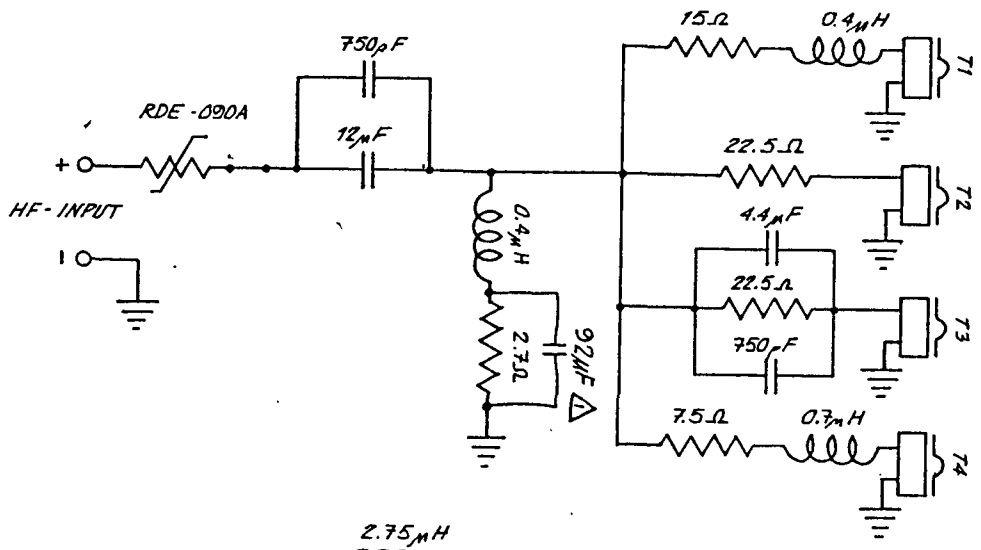 750pF
RDE-090A
12µF
+
HF-INPUT
-
0.4µH
2.7Ω
92µF
1
15Ω
0.4µH
T1
22.5Ω
T2
4.4µF
22.5Ω
750pF
T3
7.5Ω
0.7µH
T4
2.75µH